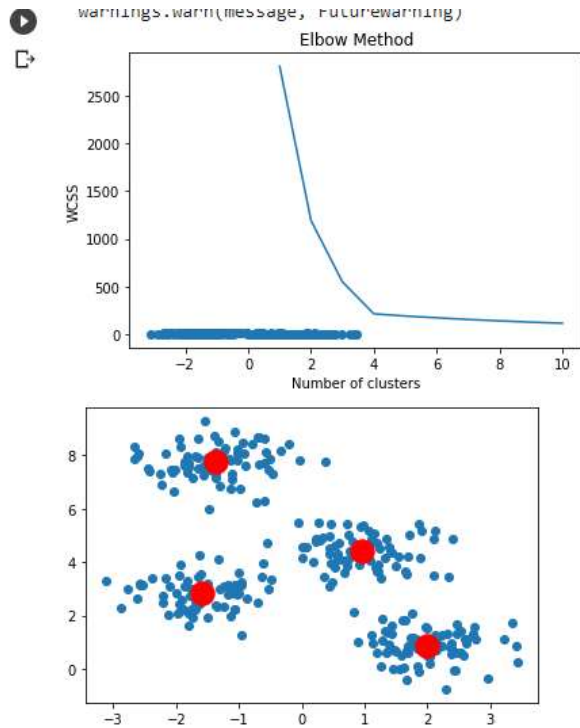 warnings.warn(message, FutureWarning)
Elbow Method
2500
2000
1500
1000
500
0
WCSS
−2 0 2 4 6 8 10
Number of clusters
8
6
4
2
0
−3 −2 −1 0 1 2 3